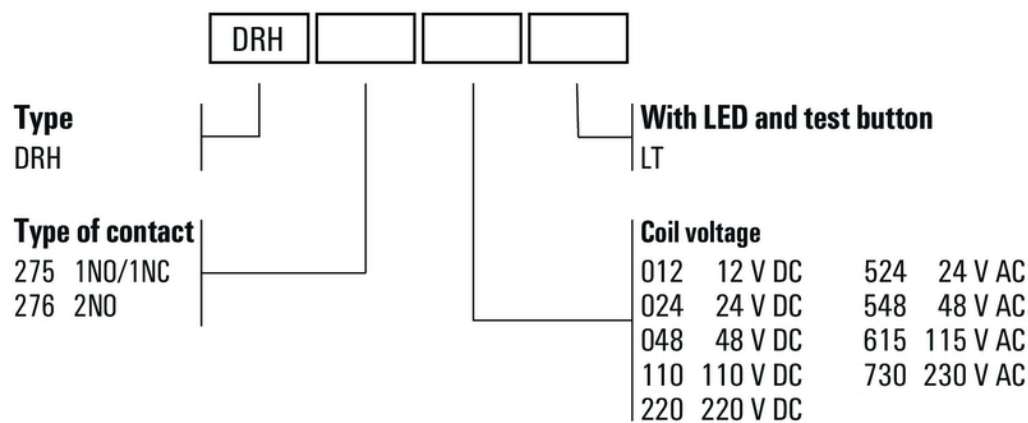 DRH
Type
DRH
With LED and test button
LT
Type of contact
275 1NO/1NC
276 2NO
Coil voltage
012 12 V DC 524 24 V AC
024 24 V DC 548 48 V AC
048 48 V DC 615 115 V AC
110 110 V DC 730 230 V AC
220 220 V DC